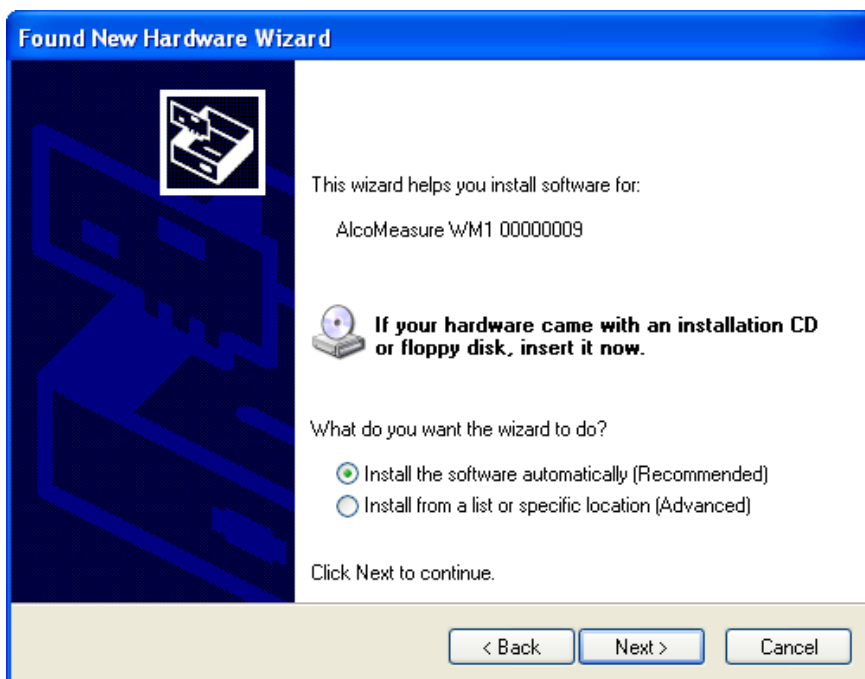 Found New Hardware Wizard
This wizard helps you install software for:
AlcoMeasure WM1 00000009
If your hardware came with an installation CD
or floppy disk, insert it now.
What do you want the wizard to do?
Install the software automatically (Recommended)
Install from a list or specific location (Advanced)
Click Next to continue.
< Back Next > Cancel